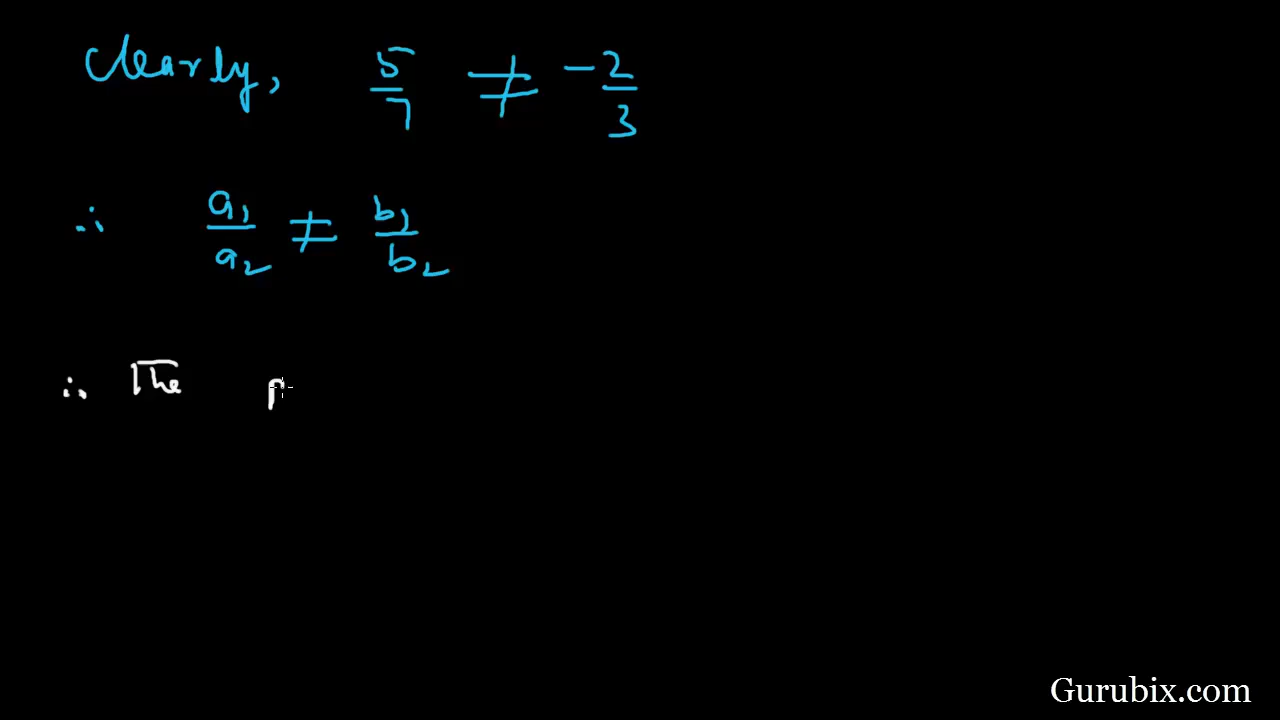 Clearly, 5/7 ≠ -2/3
∴ a₁/a₂ ≠ b₁/b₂
∴ The p
Gurubix.com